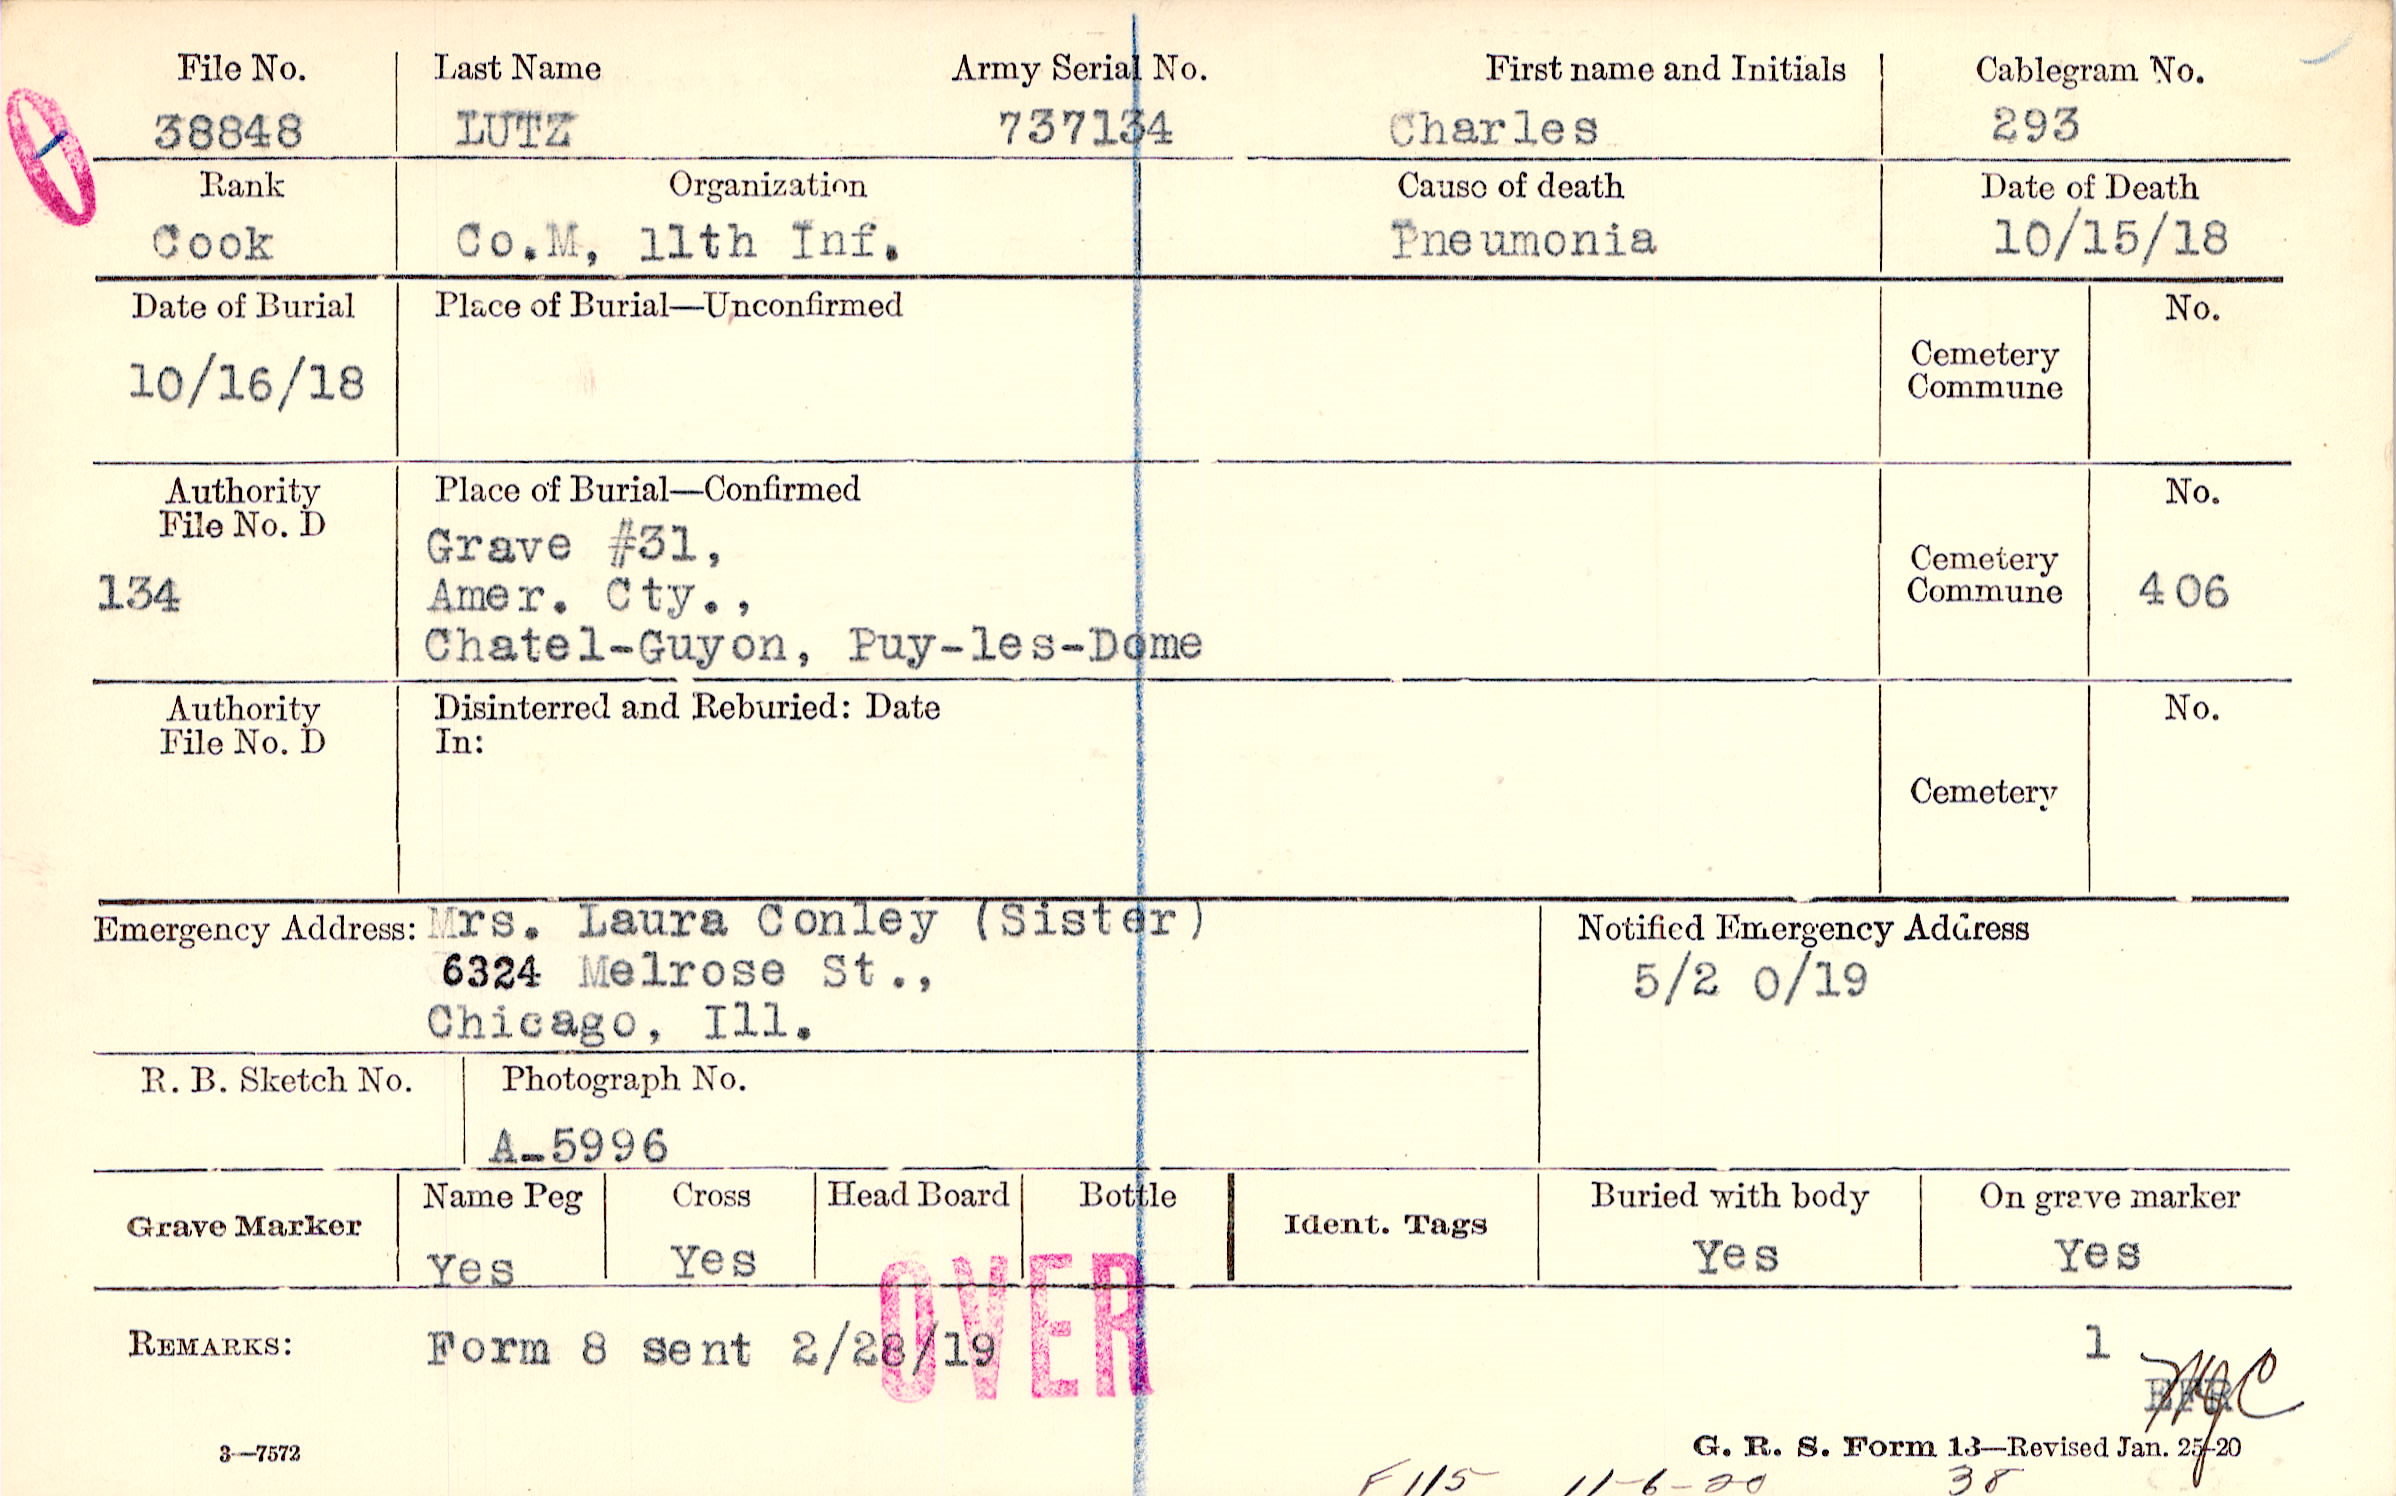 File No. Last Name Army Serial No. First name and Initials Cablegram No.
38848 LUTZ 737134 Charles 293
Rank Organization Cause of death Date of Death
Cook Co.M, 11th Inf. Pneumonia 10/15/18
Date of Burial Place of Burial—Unconfirmed No.
10/16/18 Cemetery
Commune
Authority Place of Burial—Confirmed No.
File No. D
Grave #31,
134 Amer. Cty., Cemetery
Commune 406
Chatel-Guyon, Puy-les-Dome
Authority Disinterred and Reburied: Date No.
File No. D In:
Cemetery
Emergency Address: Mrs. Laura Conley (Sister) Notified Emergency Address
6324 Melrose St., 5/2 0/19
Chicago, Ill.
R. B. Sketch No. Photograph No.
A-5996
Grave Marker Name Peg Cross Head Board Bottle Ident. Tags Buried with body On grave marker
Yes Yes Yes Yes
OVER
REMARKS: Form 8 sent 2/28/19 1
EFR
3—7572 G. R. S. Form 13—Revised Jan. 25-20
F115 11-6-20 38